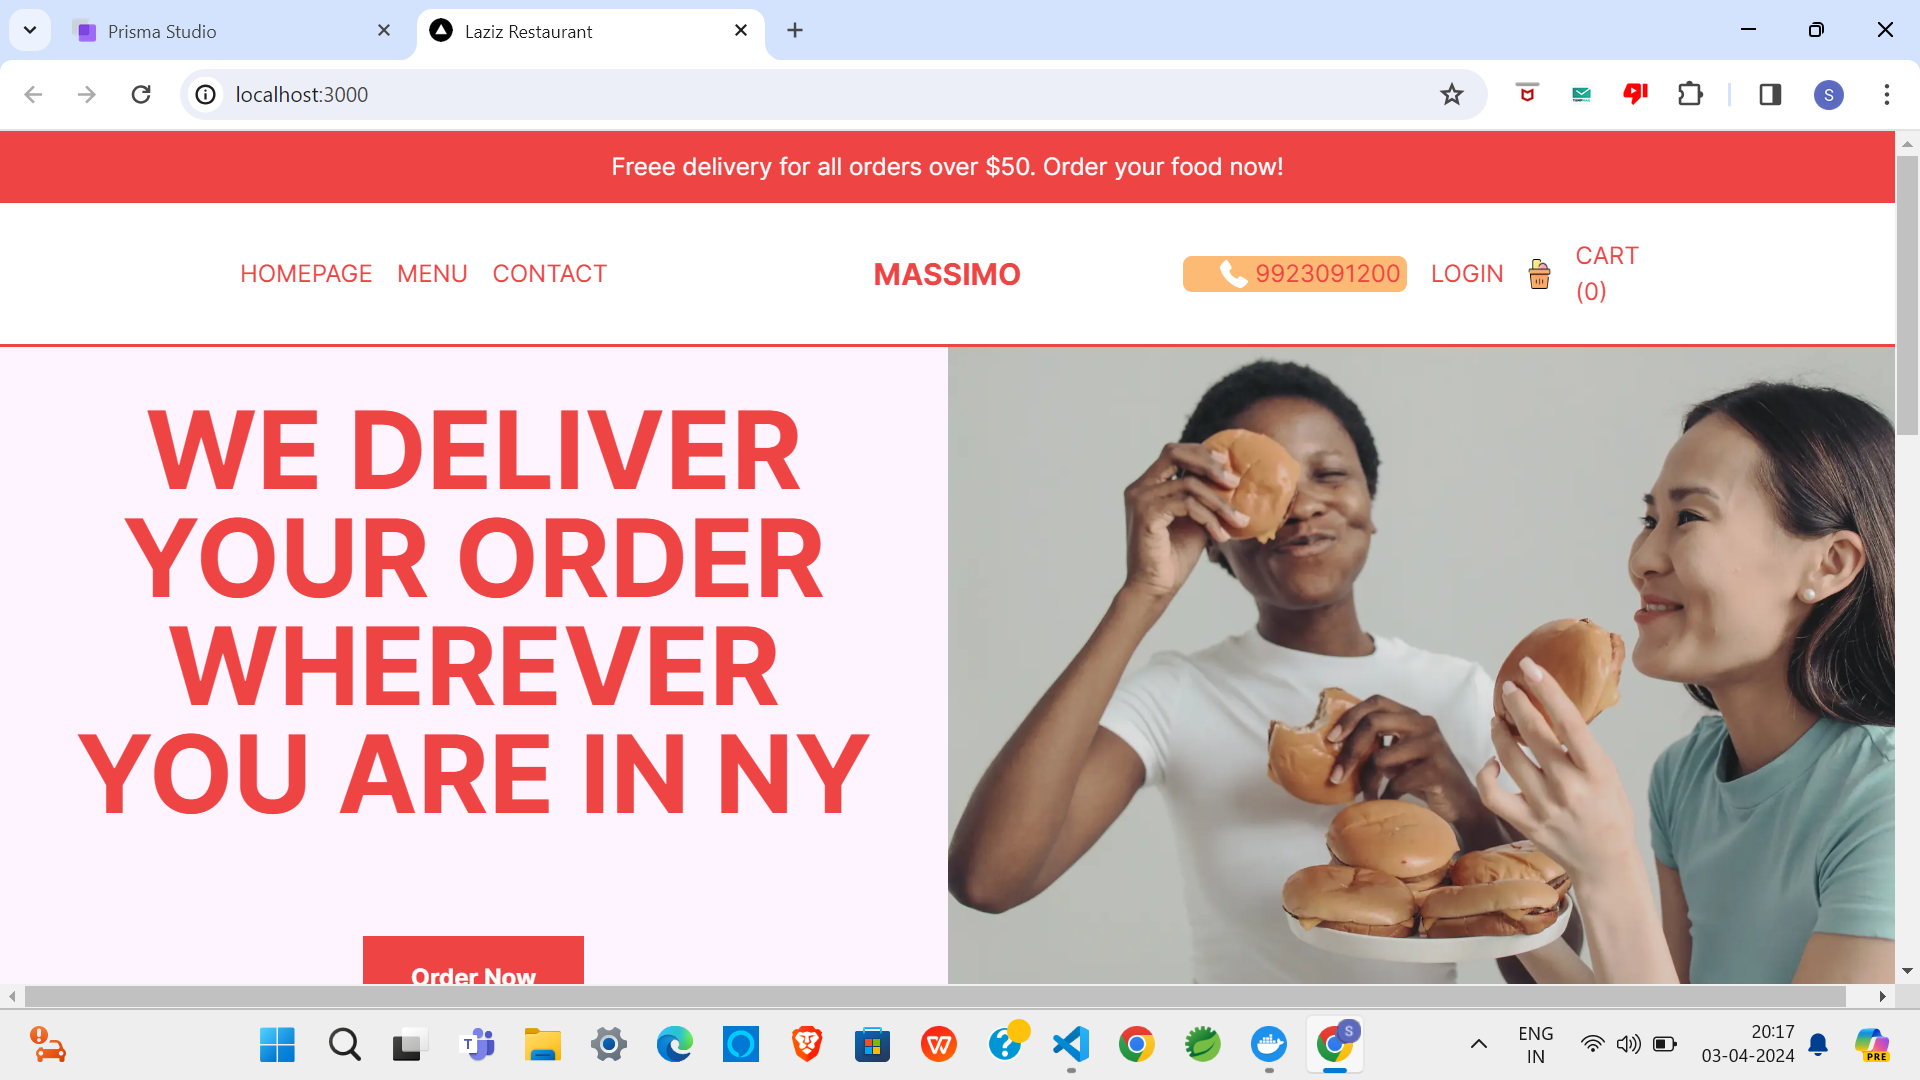 Prisma Studio
Laziz Restaurant
localhost:3000
S
Freee delivery for all orders over $50. Order your food now!
HOMEPAGE MENU CONTACT
MASSIMO
9923091200 LOGIN
CART
(0)
WE DELIVER
YOUR ORDER
WHEREVER
YOU ARE IN NY
Order Now
S
ENG
IN
20:17
03-04-2024
PRE